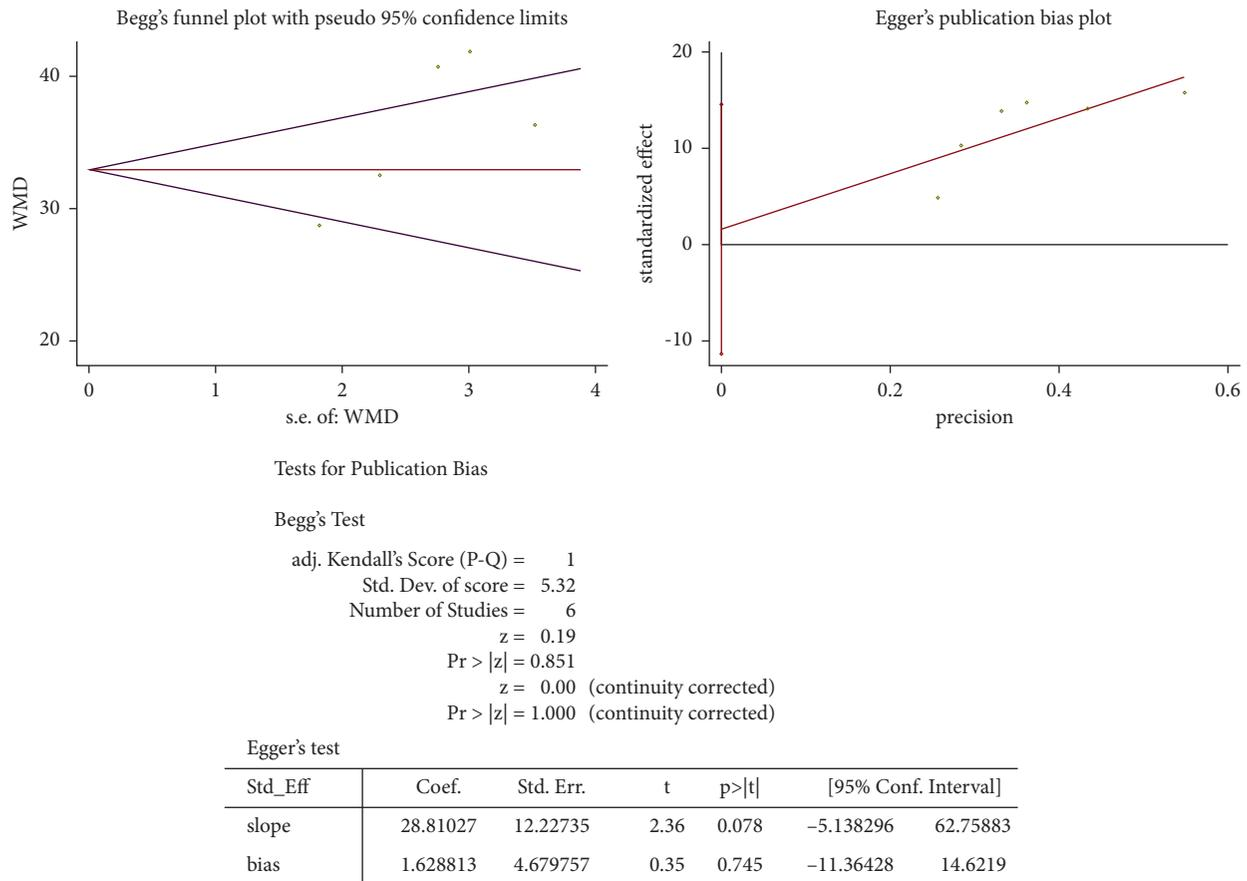 Begg's funnel plot with pseudo 95% confidence limits
WMD
40
30
20
0 1 2 3 4
s.e. of: WMD
Egger's publication bias plot
standardized effect
20
10
0
-10
0 0.2 0.4 0.6
precision
Tests for Publication Bias
Begg's Test
adj. Kendall's Score (P-Q) = 1
Std. Dev. of score = 5.32
Number of Studies = 6
z = 0.19
Pr > |z| = 0.851
z = 0.00 (continuity corrected)
Pr > |z| = 1.000 (continuity corrected)
Egger's test
Std_Eff Coef. Std. Err. t p>|t| [95% Conf. Interval]
slope 28.81027 12.22735 2.36 0.078 –5.138296 62.75883
bias 1.628813 4.679757 0.35 0.745 –11.36428 14.6219